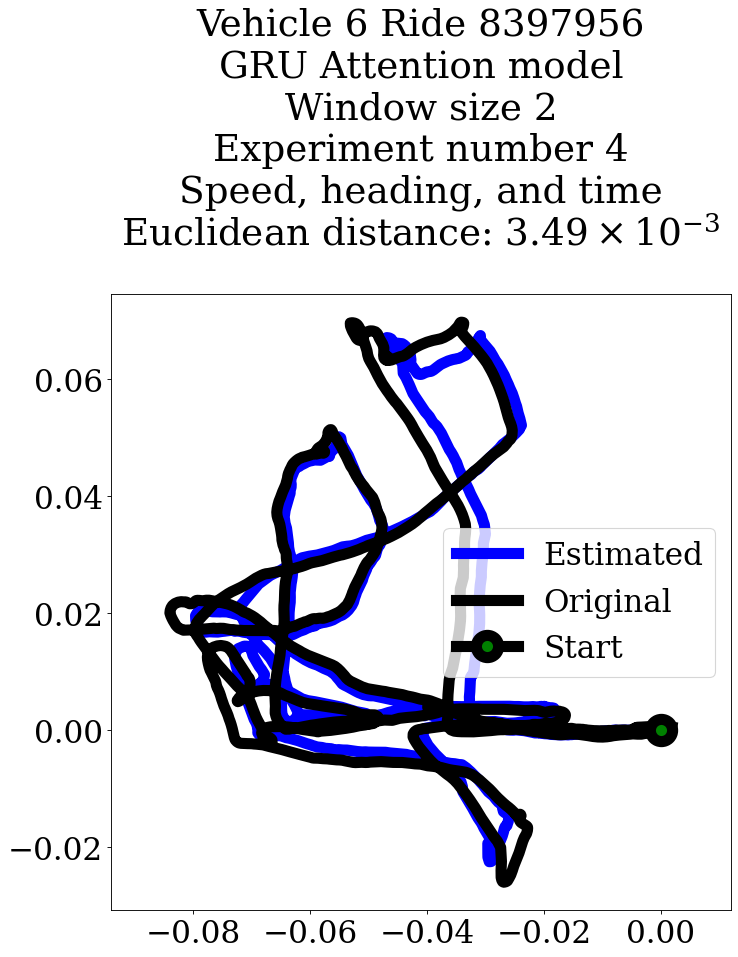 Vehicle 6 Ride 8397956
GRU Attention model
Window size 2
Experiment number 4
Speed, heading, and time
Euclidean distance: 3.49 × 10⁻³
0.06
0.04
0.02
0.00
−0.02
Estimated
Original
Start
−0.08 −0.06 −0.04 −0.02 0.00